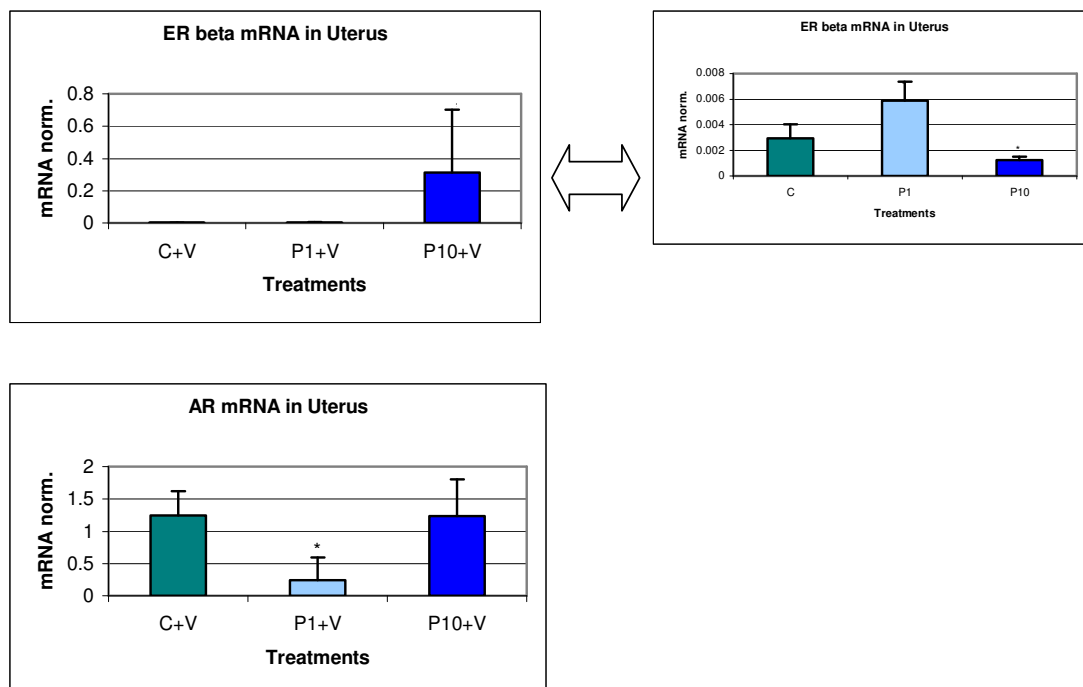 ER beta mRNA in Uterus
mRNA norm.
0.8
0.6
0.4
0.2
0
C+V P1+V P10+V
Treatments
ER beta mRNA in Uterus
mRNA norm.
0.008
0.006
0.004
0.002
0
*
C P1 P10
Treatments
AR mRNA in Uterus
mRNA norm.
2
1.5
1
0.5
0
*
C+V P1+V P10+V
Treatments